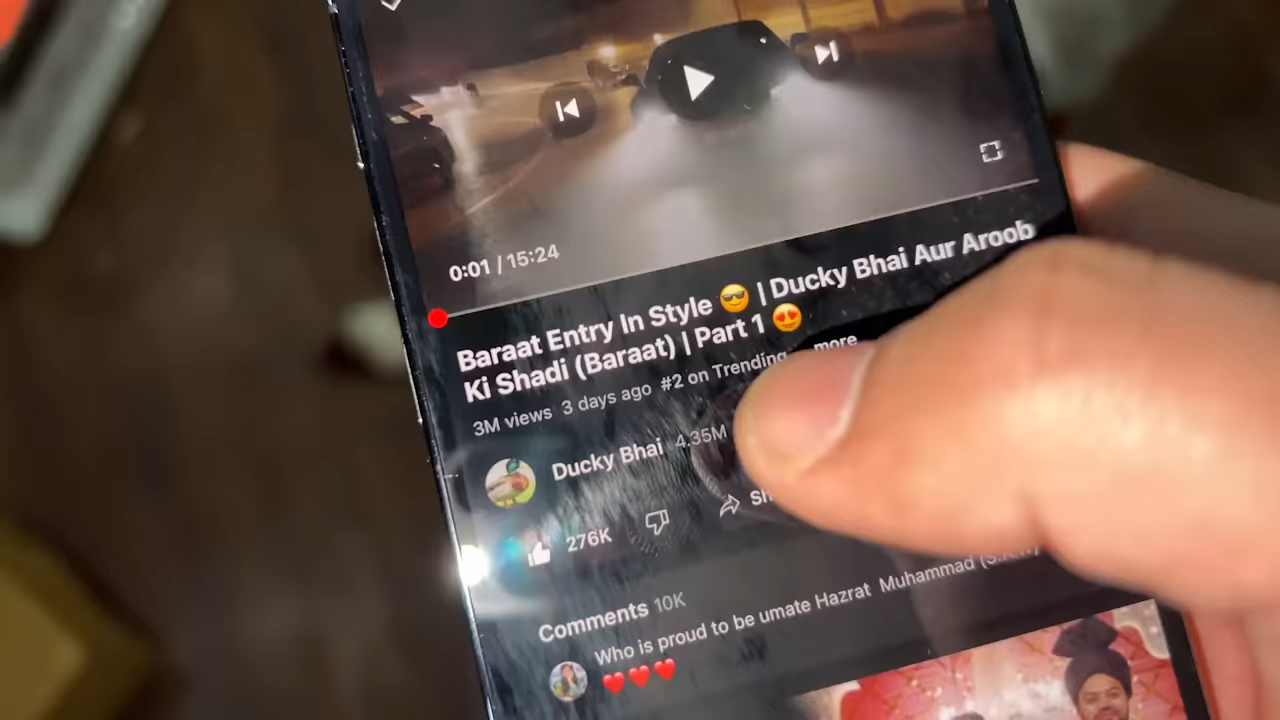 0:01 / 15:24
Baraat Entry In Style 😎 | Ducky Bhai Aur Aroob
Ki Shadi (Baraat) | Part 1 😍
3M views 3 days ago #2 on Trending more
Ducky Bhai 4.35M
276K
Comments 10K
Who is proud to be umate Hazrat Muhammad
❤️❤️❤️